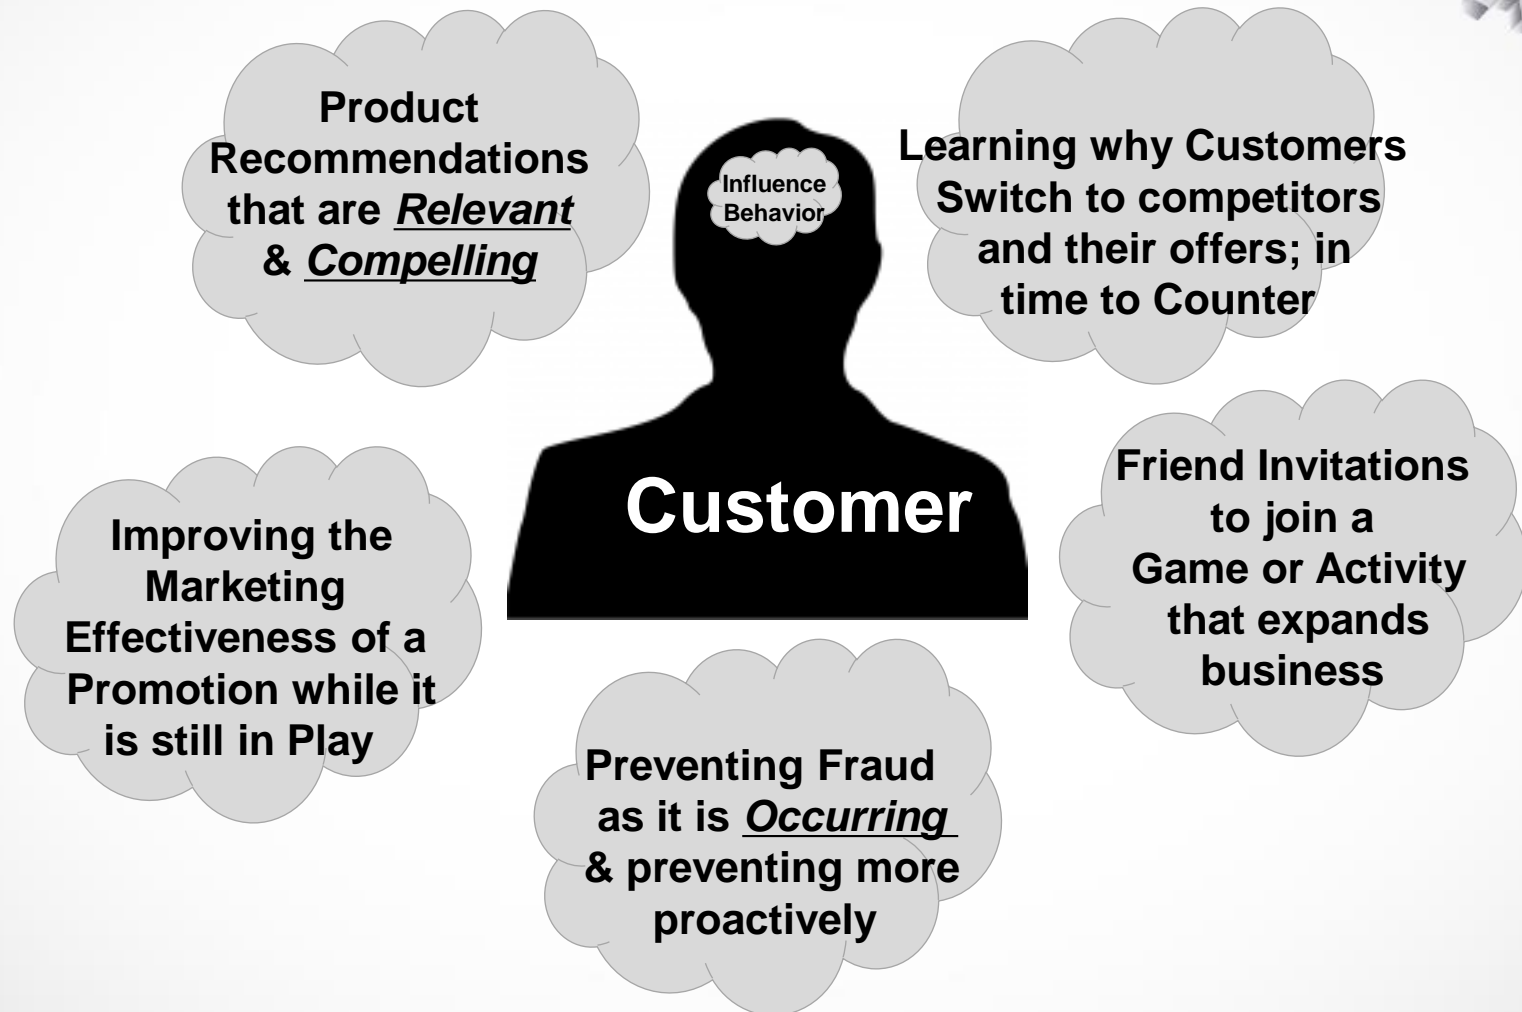 Product
Recommendations
that are Relevant
& Compelling
Influence
Behavior
Learning why Customers
Switch to competitors
and their offers; in
time to Counter
Customer
Improving the
Marketing
Effectiveness of a
Promotion while it
is still in Play
Friend Invitations
to join a
Game or Activity
that expands
business
Preventing Fraud
as it is Occurring
& preventing more
proactively